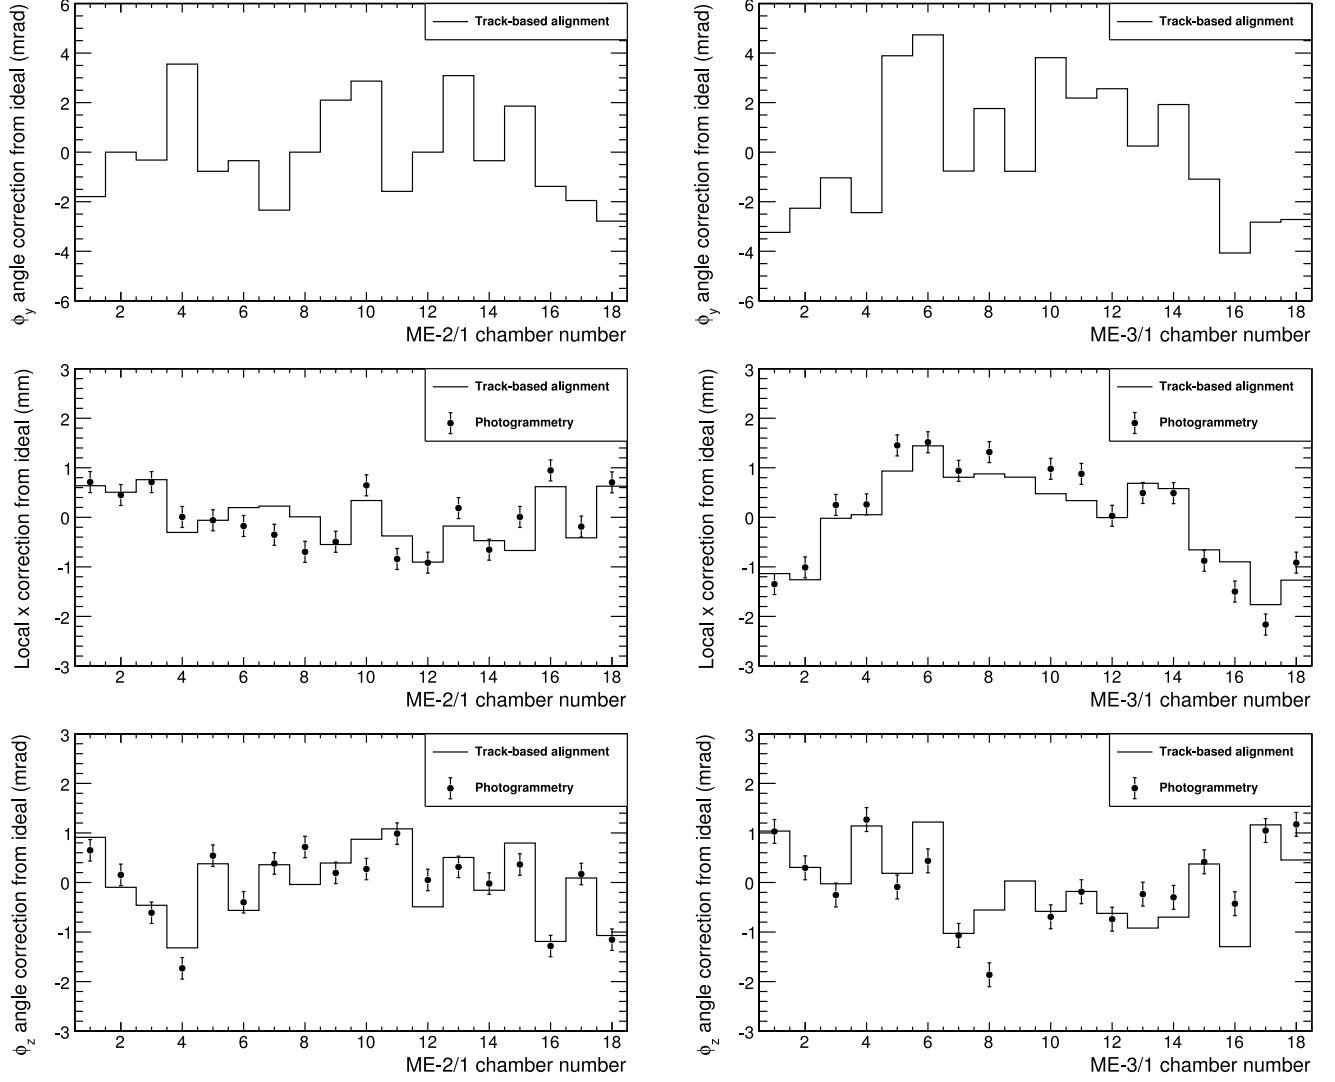 Track-based alignment
ϕy angle correction from ideal (mrad)
6
4
2
0
-2
-4
-6
2 4 6 8 10 12 14 16 18
ME-2/1 chamber number
Track-based alignment
ϕy angle correction from ideal (mrad)
6
4
2
0
-2
-4
-6
2 4 6 8 10 12 14 16 18
ME-3/1 chamber number
Track-based alignment
Photogrammetry
Local x correction from ideal (mm)
3
2
1
0
-1
-2
-3
2 4 6 8 10 12 14 16 18
ME-2/1 chamber number
Track-based alignment
Photogrammetry
Local x correction from ideal (mm)
3
2
1
0
-1
-2
-3
2 4 6 8 10 12 14 16 18
ME-3/1 chamber number
Track-based alignment
Photogrammetry
ϕz angle correction from ideal (mrad)
3
2
1
0
-1
-2
-3
2 4 6 8 10 12 14 16 18
ME-2/1 chamber number
Track-based alignment
Photogrammetry
ϕz angle correction from ideal (mrad)
3
2
1
0
-1
-2
-3
2 4 6 8 10 12 14 16 18
ME-3/1 chamber number